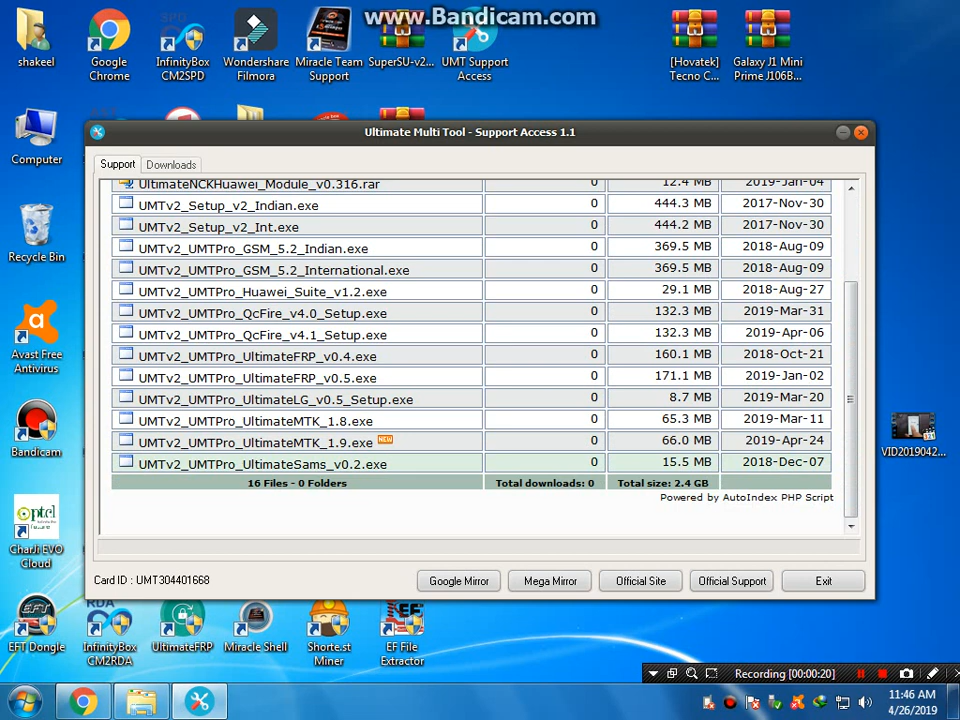 www.Bandicam.com
shakeel
Google Chrome
InfinityBox CM2SPD
Wondershare Filmora
Miracle Team Support
SuperSU-v2...
UMT Support Access
[Hovatek] Tecno C...
Galaxy J1 Mini Prime J106B...
Computer
Recycle Bin
Avast Free Antivirus
Bandicam
ptcl
CharJi EVO Cloud
VID2019042...
Ultimate Multi Tool - Support Access 1.1
Support Downloads
UltimateNCKHuawei_Module_v0.316.rar 0 12.4 MB 2019-Jan-04
UMTv2_Setup_v2_Indian.exe 0 444.3 MB 2017-Nov-30
UMTv2_Setup_v2_Int.exe 0 444.2 MB 2017-Nov-30
UMTv2_UMTPro_GSM_5.2_Indian.exe 0 369.5 MB 2018-Aug-09
UMTv2_UMTPro_GSM_5.2_International.exe 0 369.5 MB 2018-Aug-09
UMTv2_UMTPro_Huawei_Suite_v1.2.exe 0 29.1 MB 2018-Aug-27
UMTv2_UMTPro_QcFire_v4.0_Setup.exe 0 132.3 MB 2019-Mar-31
UMTv2_UMTPro_QcFire_v4.1_Setup.exe 0 132.3 MB 2019-Apr-06
UMTv2_UMTPro_UltimateFRP_v0.4.exe 0 160.1 MB 2018-Oct-21
UMTv2_UMTPro_UltimateFRP_v0.5.exe 0 171.1 MB 2019-Jan-02
UMTv2_UMTPro_UltimateLG_v0.5_Setup.exe 0 8.7 MB 2019-Mar-20
UMTv2_UMTPro_UltimateMTK_1.8.exe 0 65.3 MB 2019-Mar-11
UMTv2_UMTPro_UltimateMTK_1.9.exe NEW 0 66.0 MB 2019-Apr-24
UMTv2_UMTPro_UltimateSams_v0.2.exe 0 15.5 MB 2018-Dec-07
16 Files - 0 Folders Total downloads: 0 Total size: 2.4 GB
Powered by AutoIndex PHP Script
Card ID : UMT304401668
Google Mirror Mega Mirror Official Site Official Support Exit
EFT Dongle
RDA
InfinityBox CM2RDA
UltimateFRP
Miracle Shell
Shorte.st Miner
EF File Extractor
Recording [00:00:20]
11:46 AM
4/26/2019